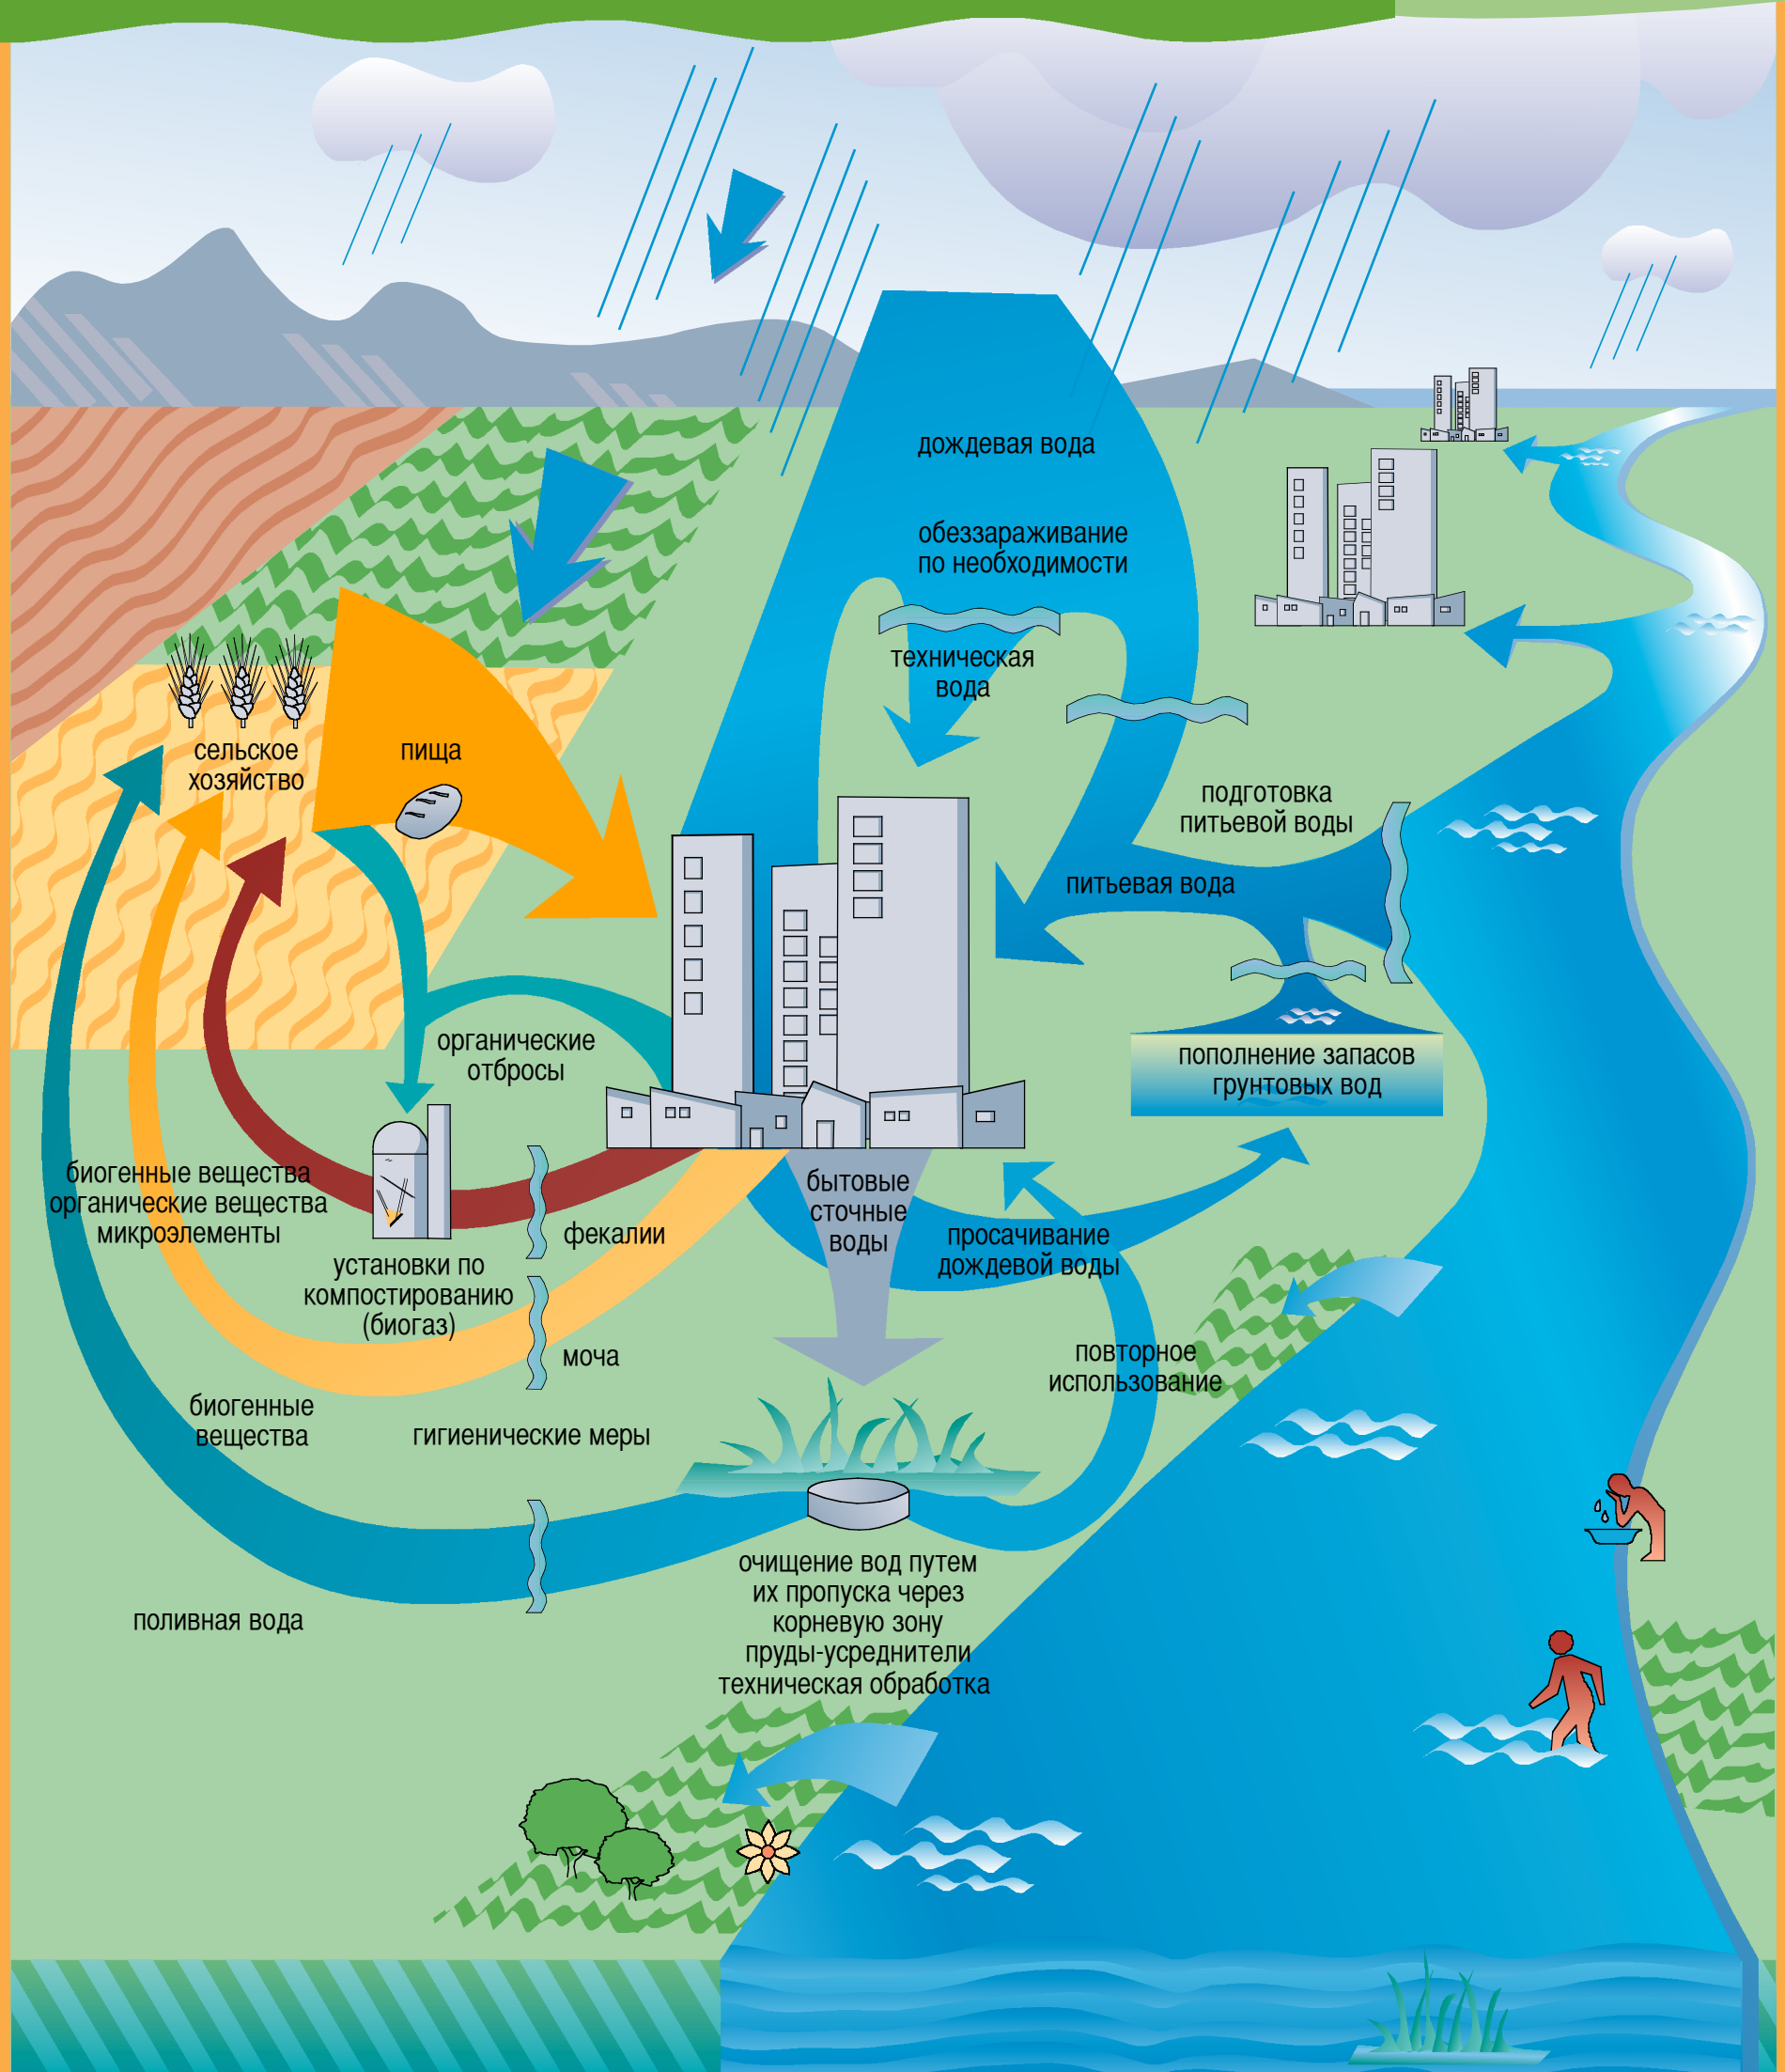 дождевая вода
обеззараживание
по необходимости
техническая
вода
сельское
хозяйство
пища
подготовка
питьевой воды
питьевая вода
органические
отбросы
пополнение запасов
грунтовых вод
биогенные вещества
органические вещества
микроэлементы
фекалии
бытовые
сточные
воды
просачивание
дождевой воды
установки по
компостированию
(биогаз)
моча
повторное
использование
биогенные
вещества
гигиенические меры
очищение вод путем
их пропуска через
корневую зону
пруды-усреднители
техническая обработка
поливная вода